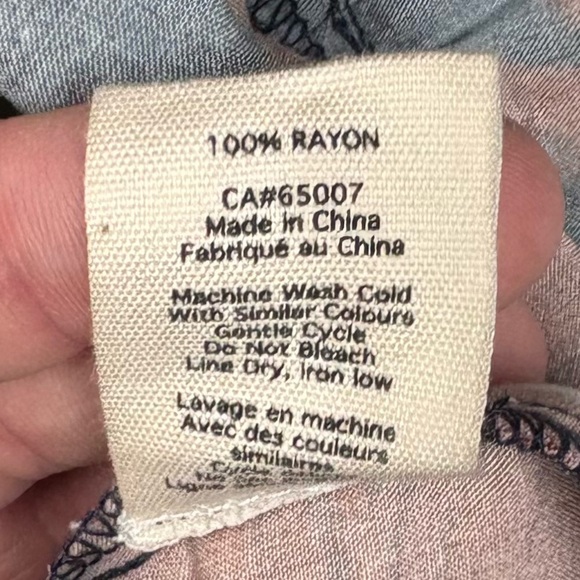 100% RAYON
CA#65007
Made in China
Fabriqué au China
Machine Wash Cold
With Similar Colours
Gentle Cycle
Do Not Bleach
Line Dry, Iron low
Lavage en machine
Avec des couleurs
similaires
Cycle